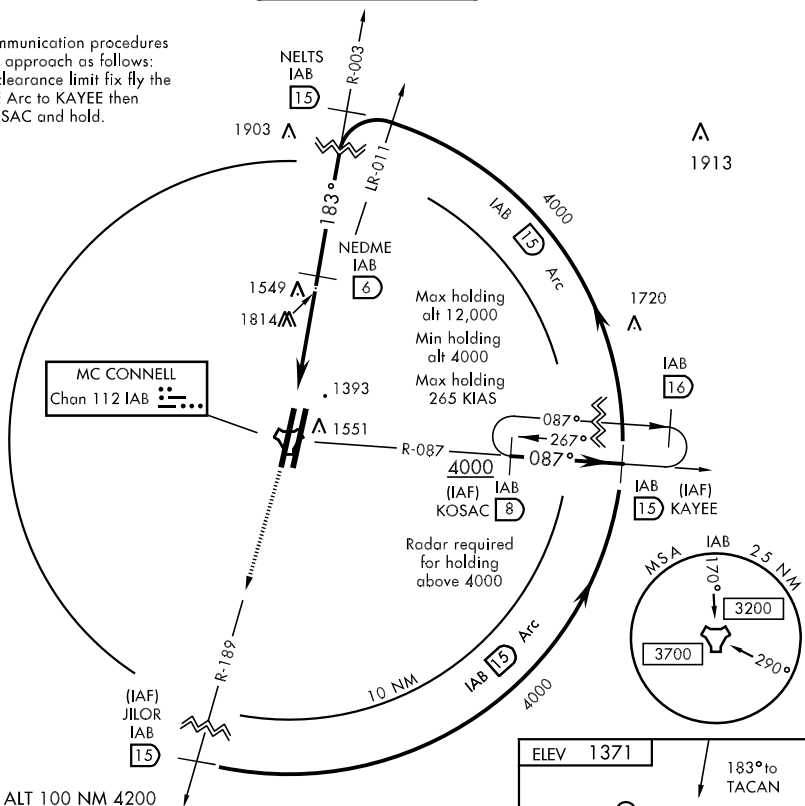 mmunication procedures
approach as follows:
clearance limit fix fly the
Arc to KAYEE then
SAC and hold.
NELTS
IAB
15
R-003
LR-011
1903
1913
183°
IAB 15 Arc
4000
NEDME
IAB
6
1549
1814
Max holding
alt 12,000
Min holding
alt 4000
Max holding
265 KIAS
1720
MC CONNELL
Chan 112 IAB
1393
1551
IAB
16
087°
267°
R-087
087°
4000
(IAF)
KOSAC
IAB
8
IAB
15
(IAF)
KAYEE
Radar required
for holding
above 4000
MSA IAB 25 NM
170°
3200
3700
290°
R-189
10 NM
IAB 15 Arc
4000
(IAF)
JILOR
IAB
15
ALT 100 NM 4200
ELEV 1371
183° to
TACAN